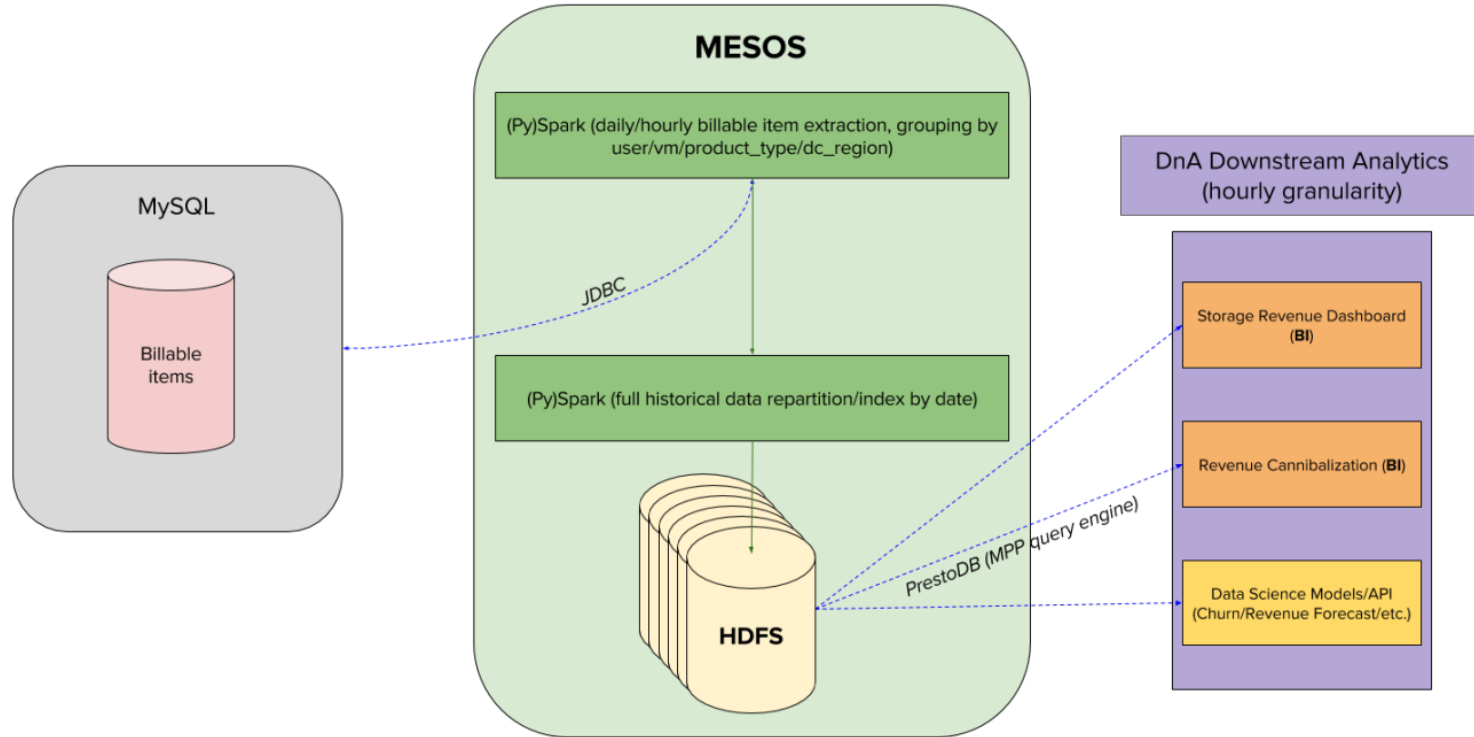 MESOS
(Py)Spark (daily/hourly billable item extraction, grouping by
user/vm/product_type/dc_region)
MySQL
Billable
items
JDBC
(Py)Spark (full historical data repartition/index by date)
HDFS
PrestoDB (MPP query engine)
DnA Downstream Analytics
(hourly granularity)
Storage Revenue Dashboard
(BI)
Revenue Cannibalization (BI)
Data Science Models/API
(Churn/Revenue Forecast/etc.)